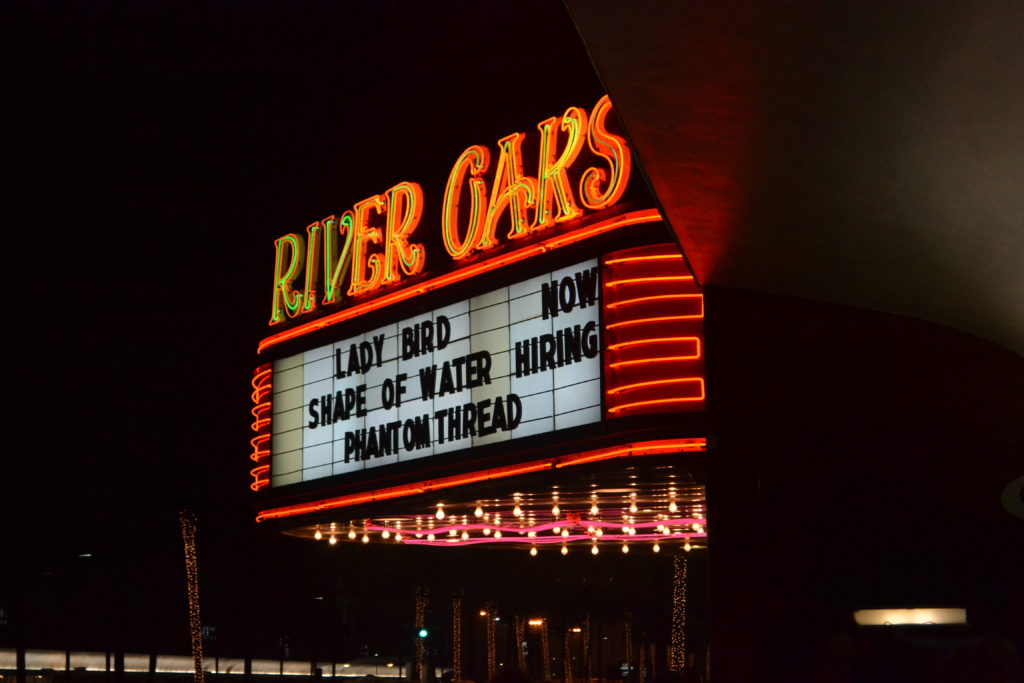 RIVER OAKS
LADY BIRD NOW
SHAPE OF WATER HIRING
PHANTOM THREAD